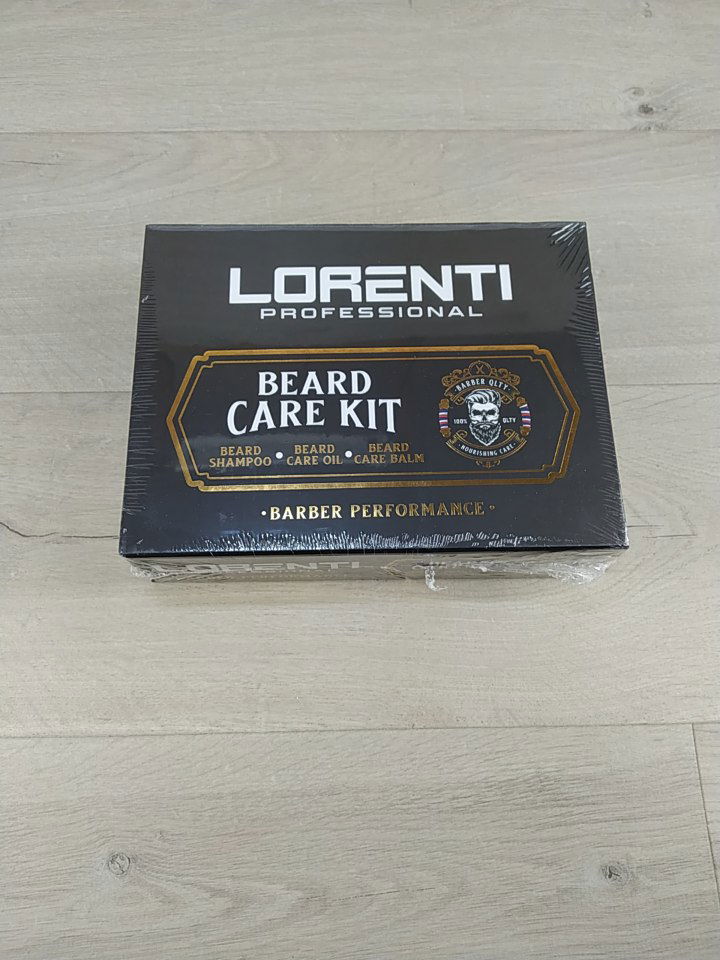 LORENTI
PROFESSIONAL
BEARD
CARE KIT
BEARD SHAMPOO • BEARD CARE OIL • BEARD CARE BALM
BARBER QLTY
100% QLTY
NOURISHING CARE
• BARBER PERFORMANCE •
LORENTI